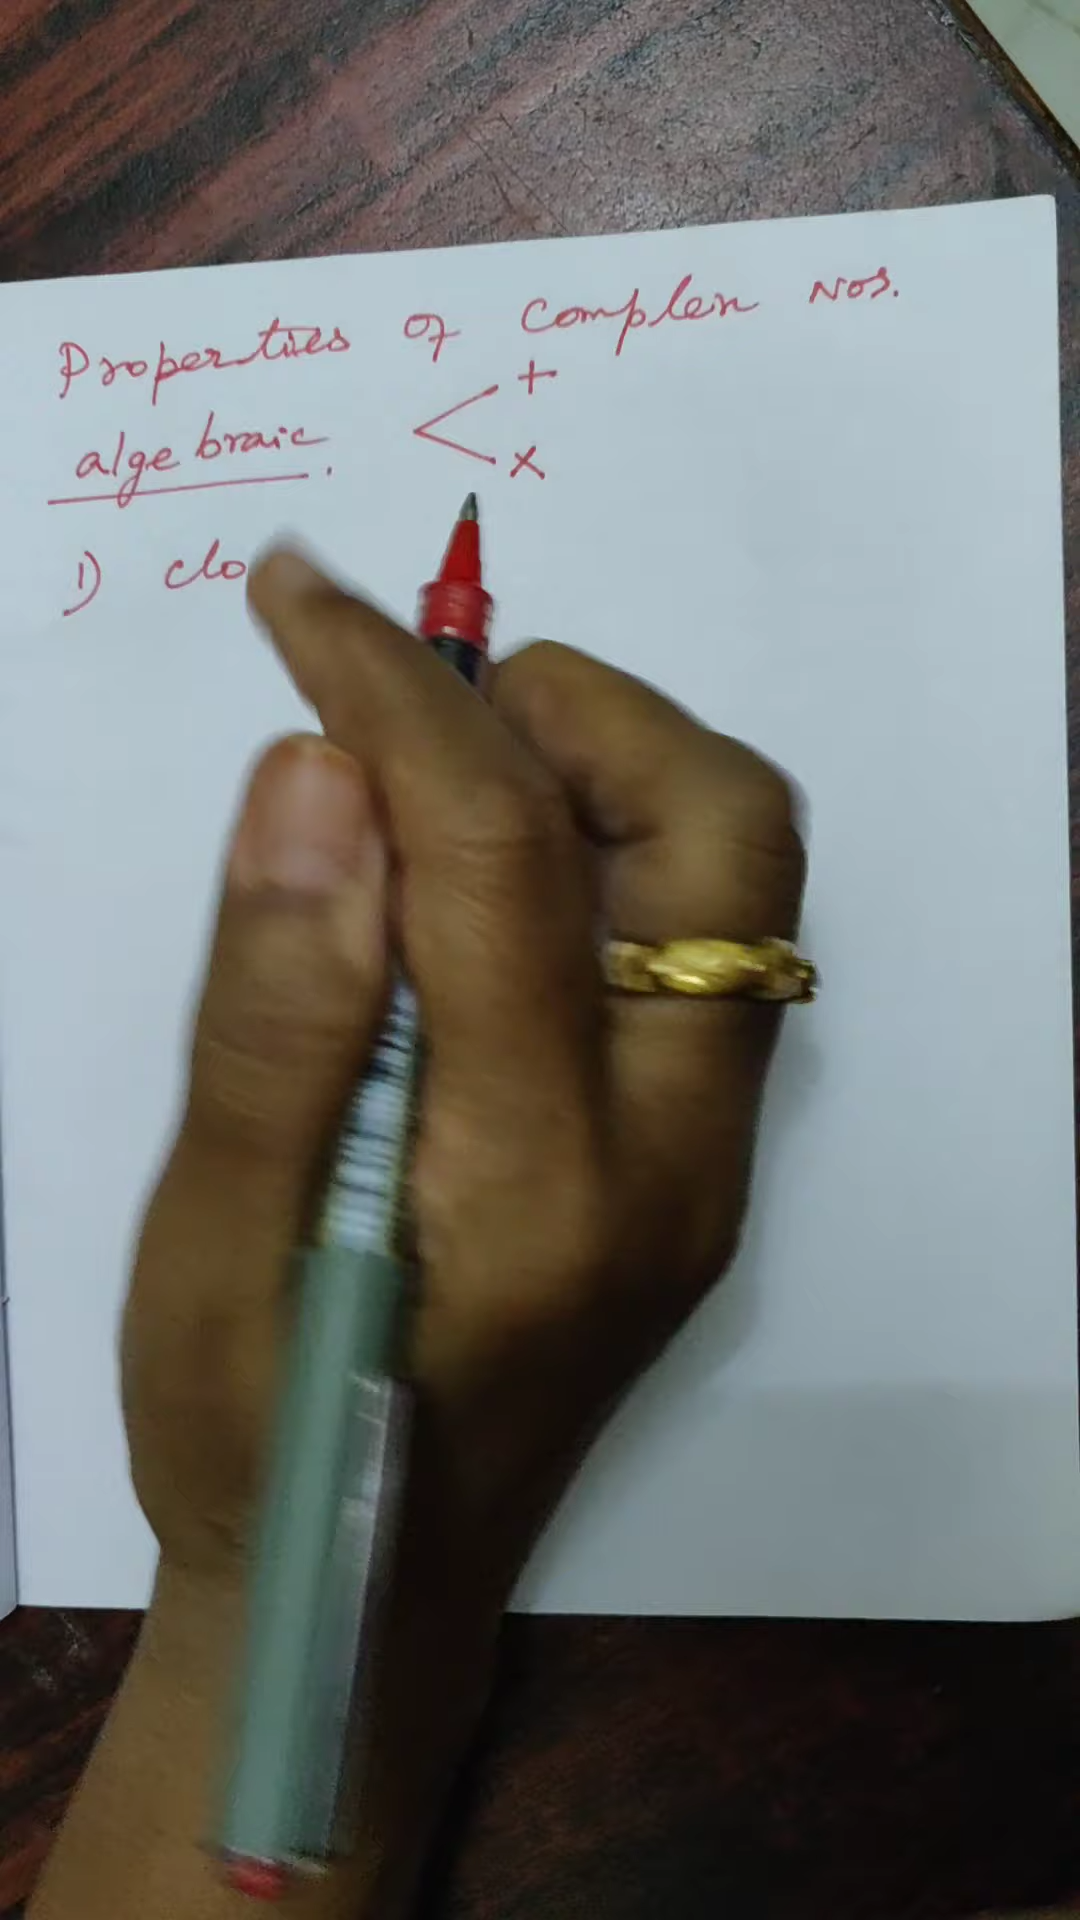 Properties of Complex Nos.
algebraic. < +
×
1) clo